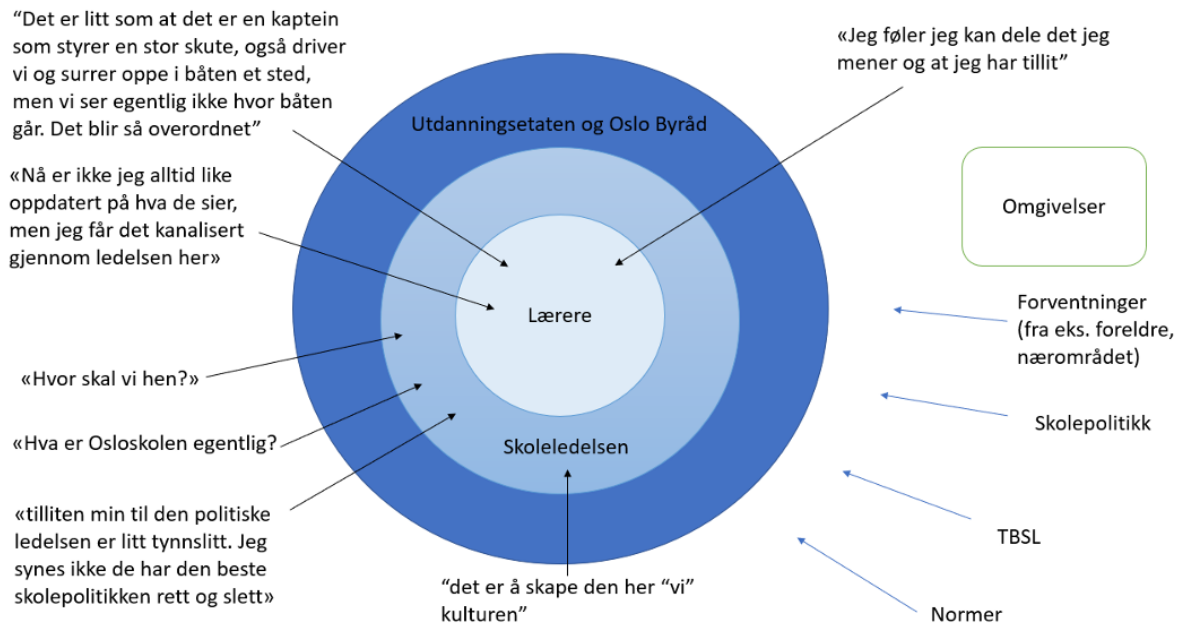 “Det er litt som at det er en kaptein
som styrer en stor skute, også driver
vi og surrer oppe i båten et sted,
men vi ser egentlig ikke hvor båten
går. Det blir så overordnet”
«Nå er ikke jeg alltid like
oppdatert på hva de sier,
men jeg får det kanalisert
gjennom ledelsen her»
«Hvor skal vi hen?»
«Hva er Osloskolen egentlig?
«tilliten min til den politiske
ledelsen er litt tynnslitt. Jeg
synes ikke de har den beste
skolepolitikken rett og slett»
Utdanningsetaten og Oslo Byråd
Lærere
Skoleledelsen
“det er å skape den her “vi”
kulturen”
«Jeg føler jeg kan dele det jeg
mener og at jeg har tillit”
Omgivelser
Forventninger
(fra eks. foreldre,
nærområdet)
Skolepolitikk
TBSL
Normer